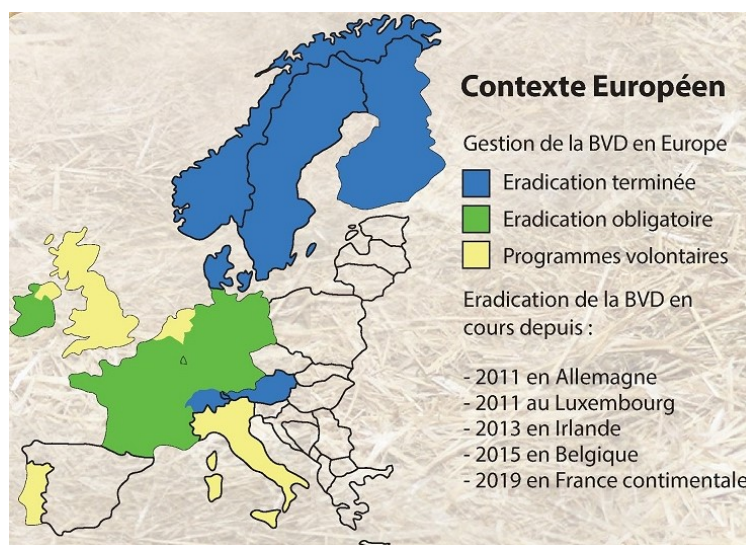 Contexte Européen
Gestion de la BVD en Europe
Eradication terminée
Eradication obligatoire
Programmes volontaires
Eradication de la BVD en
cours depuis :
- 2011 en Allemagne
- 2011 au Luxembourg
- 2013 en Irlande
- 2015 en Belgique
- 2019 en France contimentale